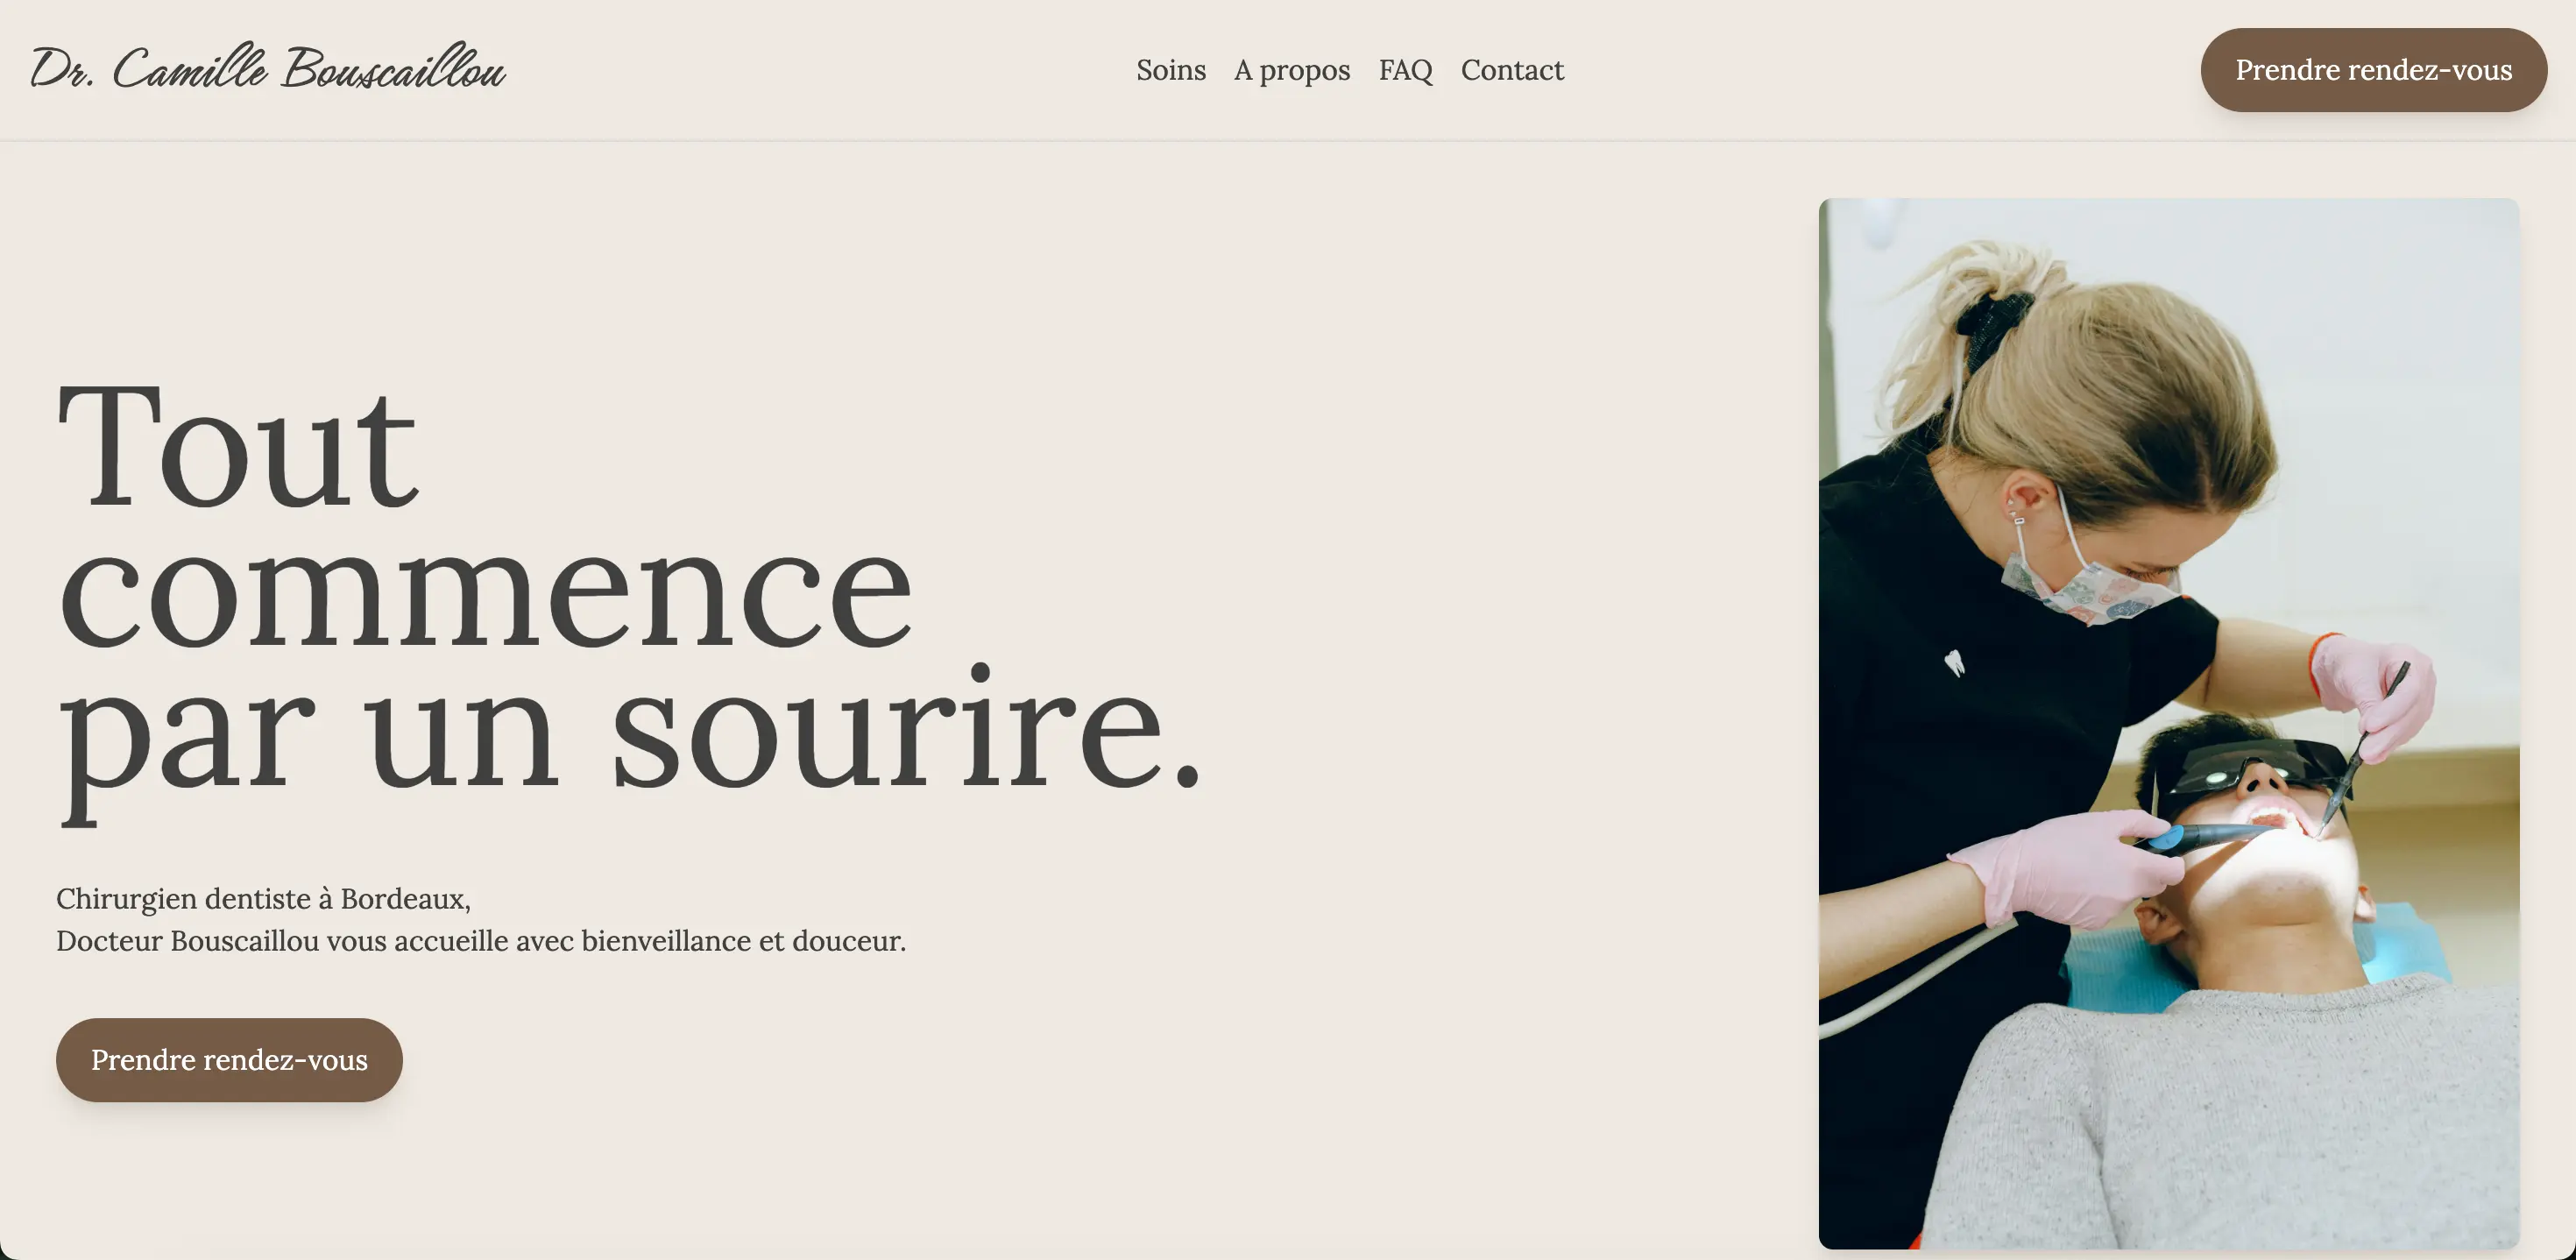 Dr. Camille Bouscaillou
Soins
A propos
FAQ
Contact
Prendre rendez-vous
Tout
commence
par un sourire.
Chirurgien dentiste à Bordeaux,
Docteur Bouscaillou vous accueille avec bienveillance et douceur.
Prendre rendez-vous